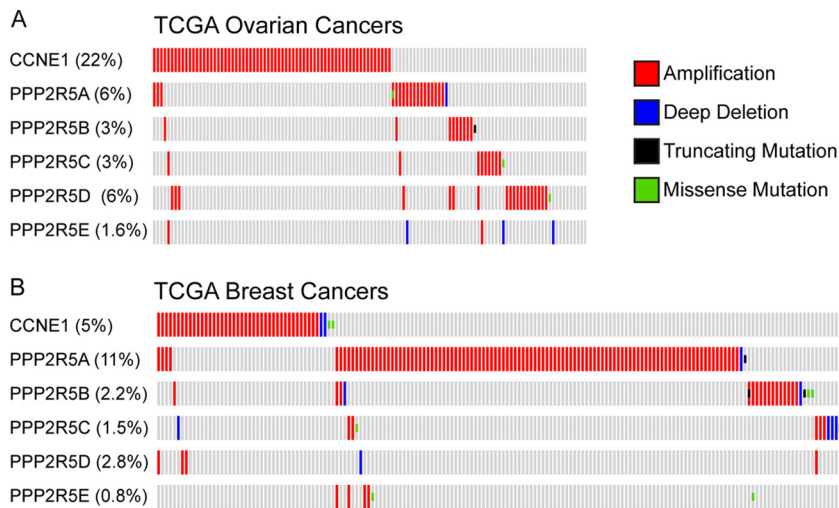 A
TCGA Ovarian Cancers
CCNE1 (22%)
PPP2R5A (6%)
PPP2R5B (3%)
PPP2R5C (3%)
PPP2R5D (6%)
PPP2R5E (1.6%)
Amplification
Deep Deletion
Truncating Mutation
Missense Mutation
B
TCGA Breast Cancers
CCNE1 (5%)
PPP2R5A (11%)
PPP2R5B (2.2%)
PPP2R5C (1.5%)
PPP2R5D (2.8%)
PPP2R5E (0.8%)